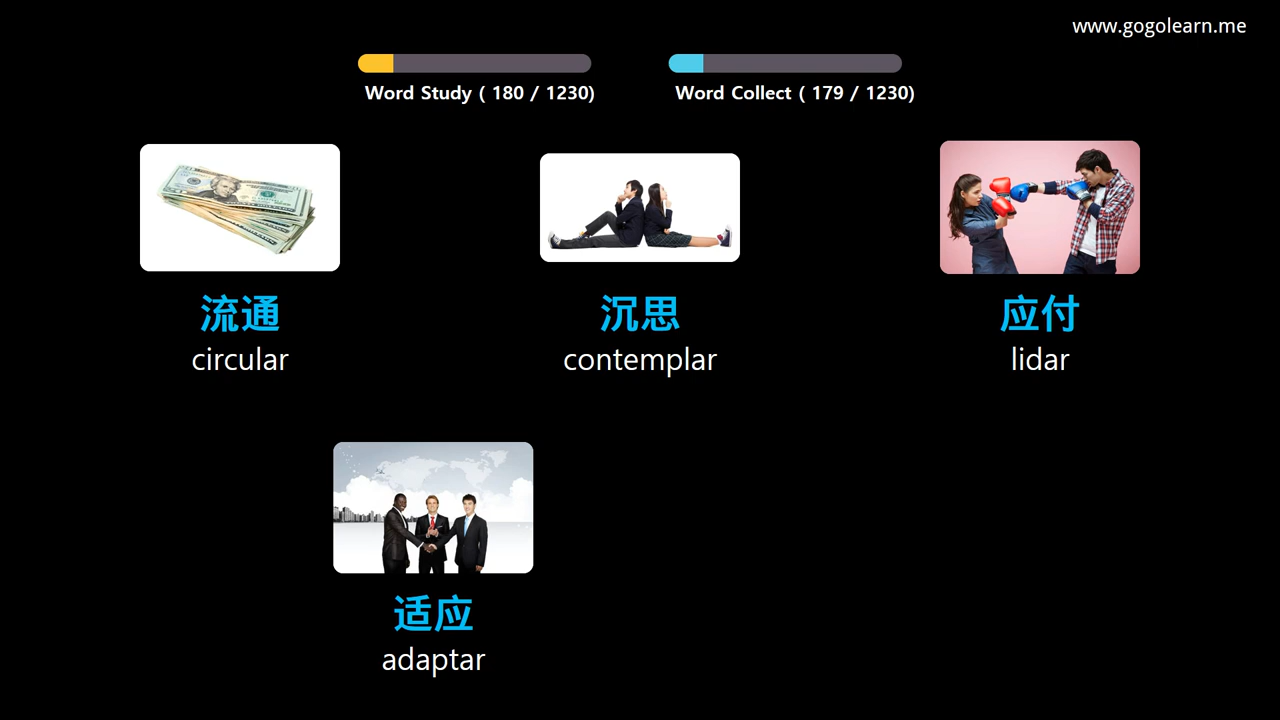 www.gogolearn.me
Word Study ( 180 / 1230)
Word Collect ( 179 / 1230)
流通
circular
沉思
contemplar
应付
lidar
适应
adaptar